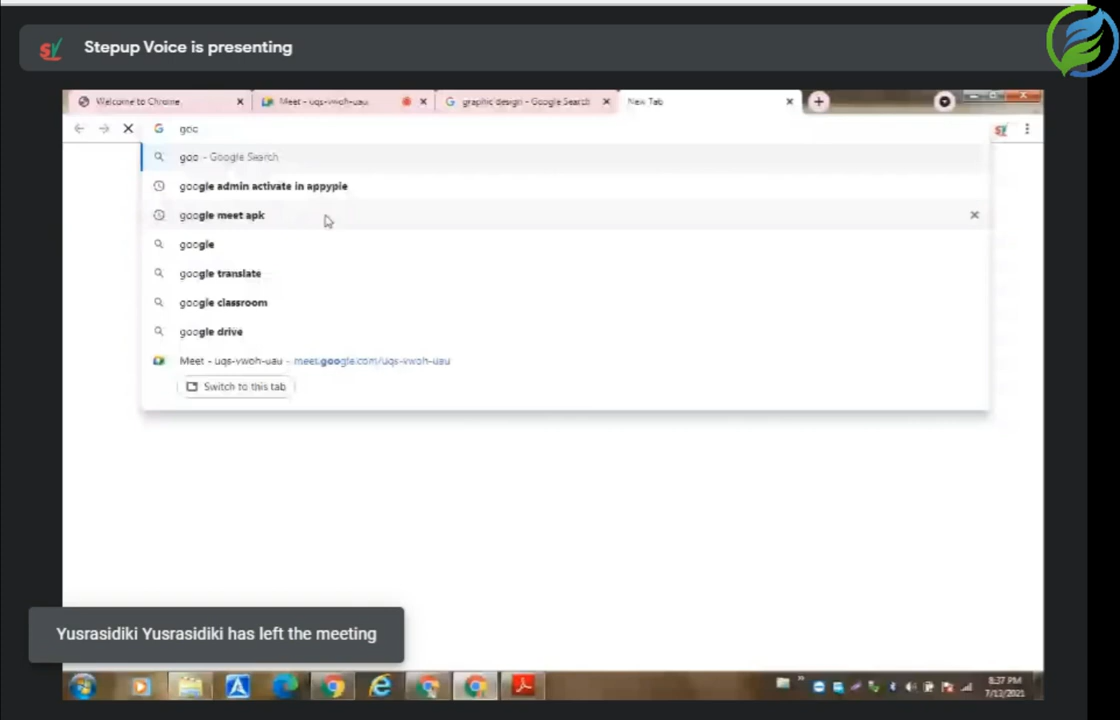 Stepup Voice is presenting
Welcome to Chrome
Meet - uqs-vwoh-uau
graphic design - Google Search
New Tab
goo
goo - Google Search
google admin activate in appypie
google meet apk
google
google translate
google classroom
google drive
Meet - uqs-vwoh-uau - meet.google.com/uqs-vwoh-uau
Switch to this tab
Yusrasidiki Yusrasidiki has left the meeting
8:37 PM
7/13/2021